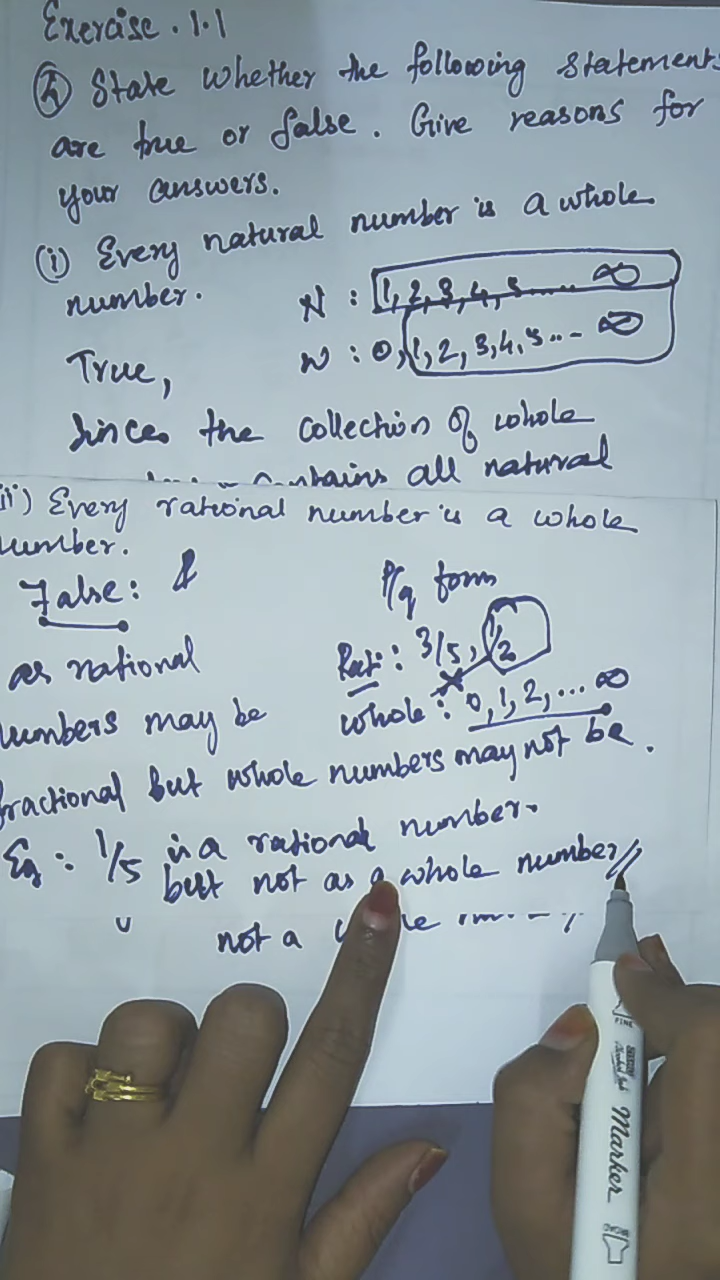 Exercise. 1.1
④ State whether the following statements
are true or false. Give reasons for
your answers.
(i) Every natural number is a whole
number.
N : 1, 2, 3, 4, 5..... ∞
True,
W : 0, 1, 2, 3, 4, 5... ∞
Sinces the collection of whole
contains all natural
ii) Every rational number is a whole
number.
False:
P/q form
as rational
Rat: 3/5, 1/2
numbers may be
whole: 0, 1, 2, ... ∞
fractional but whole numbers may not be.
Eg: 1/5 is a rational number.
but not as a whole number//
not a
FINE
Marker